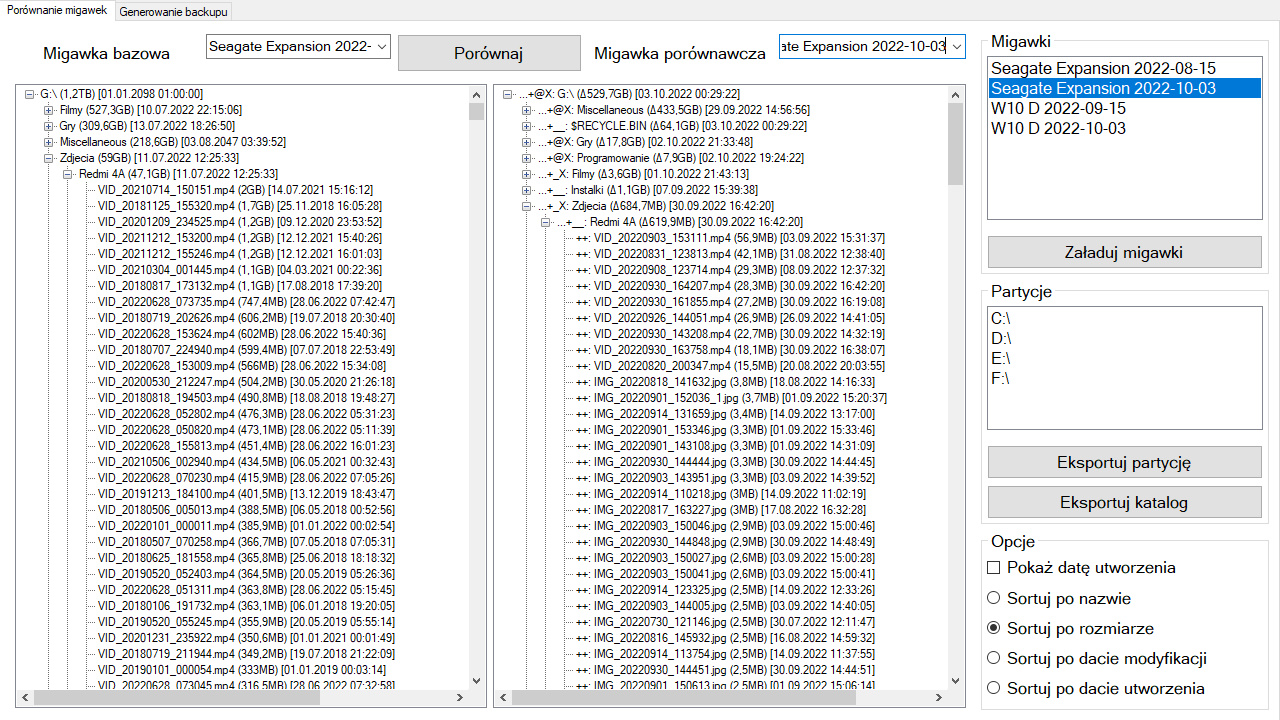 Porównanie migawek
Generowanie backupu
Migawka bazowa
Seagate Expansion 2022-
Porównaj
Migawka porównawcza
ate Expansion 2022-10-03
G:\ (1,2TB) [01.01.2098 01:00:00]
Filmy (527,3GB) [10.07.2022 22:15:06]
Gry (309,6GB) [13.07.2022 18:26:50]
Miscellaneous (218,6GB) [03.08.2047 03:39:52]
Zdjecia (59GB) [11.07.2022 12:25:33]
Redmi 4A (47,1GB) [11.07.2022 12:25:33]
VID_20210714_150151.mp4 (2GB) [14.07.2021 15:16:12]
VID_20181125_155320.mp4 (1,7GB) [25.11.2018 16:05:28]
VID_20201209_234525.mp4 (1,2GB) [09.12.2020 23:53:52]
VID_20211212_153200.mp4 (1,2GB) [12.12.2021 15:40:26]
VID_20211212_155246.mp4 (1,2GB) [12.12.2021 16:01:03]
VID_20210304_001445.mp4 (1,1GB) [04.03.2021 00:22:36]
VID_20180817_173132.mp4 (1,1GB) [17.08.2018 17:39:20]
VID_20220628_073735.mp4 (747,4MB) [28.06.2022 07:42:47]
VID_20180719_202626.mp4 (606,2MB) [19.07.2018 20:30:40]
VID_20220628_153624.mp4 (602MB) [28.06.2022 15:40:36]
VID_20180707_224940.mp4 (599,4MB) [07.07.2018 22:53:49]
VID_20220628_153009.mp4 (566MB) [28.06.2022 15:34:08]
VID_20200530_212247.mp4 (504,2MB) [30.05.2020 21:26:18]
VID_20180818_194503.mp4 (490,8MB) [18.08.2018 19:48:27]
VID_20220628_052802.mp4 (476,3MB) [28.06.2022 05:31:23]
VID_20220628_050820.mp4 (473,1MB) [28.06.2022 05:11:39]
VID_20220628_155813.mp4 (451,4MB) [28.06.2022 16:01:23]
VID_20210506_002940.mp4 (434,5MB) [06.05.2021 00:32:43]
VID_20220628_070230.mp4 (415,9MB) [28.06.2022 07:05:26]
VID_20191213_184100.mp4 (401,5MB) [13.12.2019 18:43:47]
VID_20180506_005013.mp4 (388,5MB) [06.05.2018 00:52:56]
VID_20220101_000011.mp4 (385,9MB) [01.01.2022 00:02:54]
VID_20180507_070258.mp4 (366,7MB) [07.05.2018 07:05:31]
VID_20180625_181558.mp4 (365,8MB) [25.06.2018 18:18:32]
VID_20190520_052403.mp4 (364,5MB) [20.05.2019 05:26:36]
VID_20220628_051311.mp4 (363,8MB) [28.06.2022 05:15:45]
VID_20180106_191732.mp4 (363,1MB) [06.01.2018 19:20:05]
VID_20190520_055245.mp4 (355,9MB) [20.05.2019 05:55:14]
VID_20201231_235922.mp4 (350,6MB) [01.01.2021 00:01:49]
VID_20180719_211944.mp4 (349,2MB) [19.07.2018 21:22:09]
VID_20190101_000054.mp4 (333MB) [01.01.2019 00:03:14]
VID_20220628_073045.mp4 (316,5MB) [28.06.2022 07:32:58]
...+@X: G:\ (Δ529,7GB) [03.10.2022 00:29:22]
...+@X: Miscellaneous (Δ433,5GB) [29.09.2022 14:56:56]
...+__: $RECYCLE.BIN (Δ64,1GB) [03.10.2022 00:29:22]
...+@X: Gry (Δ17,8GB) [02.10.2022 21:33:48]
...+@X: Programowanie (Δ7,9GB) [02.10.2022 19:24:22]
...+_X: Filmy (Δ3,6GB) [01.10.2022 21:43:13]
...+__: Instalki (Δ1,1GB) [07.09.2022 15:39:38]
...+_X: Zdjecia (Δ684,7MB) [30.09.2022 16:42:20]
...+__: Redmi 4A (Δ619,9MB) [30.09.2022 16:42:20]
++: VID_20220903_153111.mp4 (56,9MB) [03.09.2022 15:31:37]
++: VID_20220831_123813.mp4 (42,1MB) [31.08.2022 12:38:40]
++: VID_20220908_123714.mp4 (29,3MB) [08.09.2022 12:37:32]
++: VID_20220930_164207.mp4 (28,3MB) [30.09.2022 16:42:20]
++: VID_20220930_161855.mp4 (27,2MB) [30.09.2022 16:19:08]
++: VID_20220926_144051.mp4 (26,9MB) [26.09.2022 14:41:05]
++: VID_20220930_143208.mp4 (22,7MB) [30.09.2022 14:32:19]
++: VID_20220930_163758.mp4 (18,1MB) [30.09.2022 16:38:07]
++: VID_20220820_200347.mp4 (15,5MB) [20.08.2022 20:03:55]
++: IMG_20220818_141632.jpg (3,8MB) [18.08.2022 14:16:33]
++: IMG_20220901_152036_1.jpg (3,7MB) [01.09.2022 15:20:37]
++: IMG_20220914_131659.jpg (3,4MB) [14.09.2022 13:17:00]
++: IMG_20220901_153346.jpg (3,3MB) [01.09.2022 15:33:46]
++: IMG_20220901_143108.jpg (3,3MB) [01.09.2022 14:31:09]
++: IMG_20220930_144444.jpg (3,3MB) [30.09.2022 14:44:45]
++: IMG_20220903_143951.jpg (3,3MB) [03.09.2022 14:39:52]
++: IMG_20220914_110218.jpg (3MB) [14.09.2022 11:02:19]
++: IMG_20220817_163227.jpg (3MB) [17.08.2022 16:32:28]
++: IMG_20220903_150046.jpg (2,9MB) [03.09.2022 15:00:46]
++: IMG_20220930_144848.jpg (2,9MB) [30.09.2022 14:48:49]
++: IMG_20220903_150027.jpg (2,6MB) [03.09.2022 15:00:28]
++: IMG_20220903_150041.jpg (2,6MB) [03.09.2022 15:00:41]
++: IMG_20220914_123325.jpg (2,5MB) [14.09.2022 12:33:26]
++: IMG_20220903_144005.jpg (2,5MB) [03.09.2022 14:40:05]
++: IMG_20220730_121146.jpg (2,5MB) [30.07.2022 12:11:47]
++: IMG_20220816_145932.jpg (2,5MB) [16.08.2022 14:59:32]
++: IMG_20220914_113754.jpg (2,5MB) [14.09.2022 11:37:55]
++: IMG_20220930_144451.jpg (2,5MB) [30.09.2022 14:44:51]
++: IMG_20220901_150613.jpg (2,5MB) [01.09.2022 15:06:14]
Migawki
Seagate Expansion 2022-08-15
Seagate Expansion 2022-10-03
W10 D 2022-09-15
W10 D 2022-10-03
Załaduj migawki
Partycje
C:\
D:\
E:\
F:\
Eksportuj partycję
Eksportuj katalog
Opcje
Pokaż datę utworzenia
Sortuj po nazwie
Sortuj po rozmiarze
Sortuj po dacie modyfikacji
Sortuj po dacie utworzenia